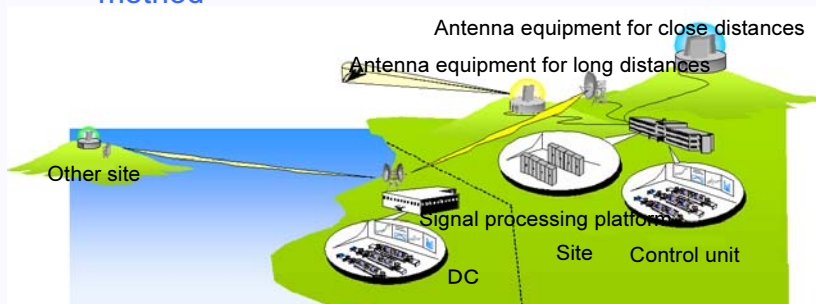 method
Antenna equipment for close distances
Antenna equipment for long distances
Other site
Signal processing platform
Site
Control unit
DC